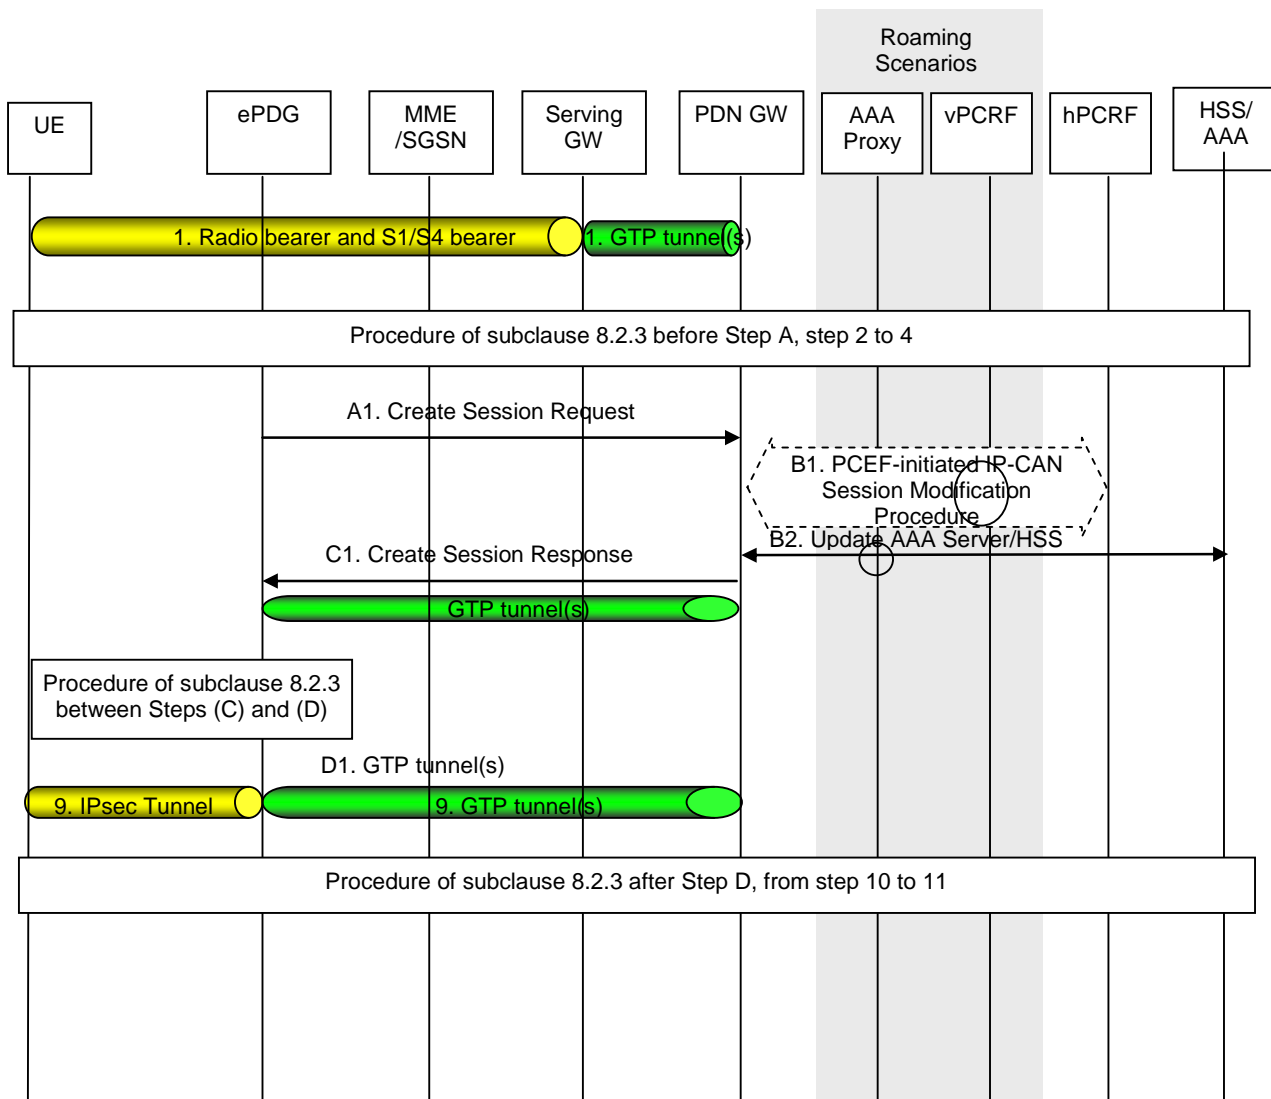 Roaming
Scenarios
UE
ePDG
MME
/SGSN
Serving
GW
PDN GW
AAA
Proxy
vPCRF
hPCRF
HSS/
AAA
1. Radio bearer and S1/S4 bearer
1. GTP tunnel(s)
Procedure of subclause 8.2.3 before Step A, step 2 to 4
A1. Create Session Request
B1. PCEF-initiated IP-CAN
Session Modification
Procedure
B2. Update AAA Server/HSS
C1. Create Session Response
GTP tunnel(s)
Procedure of subclause 8.2.3
between Steps (C) and (D)
D1. GTP tunnel(s)
9. IPsec Tunnel
9. GTP tunnel(s)
Procedure of subclause 8.2.3 after Step D, from step 10 to 11